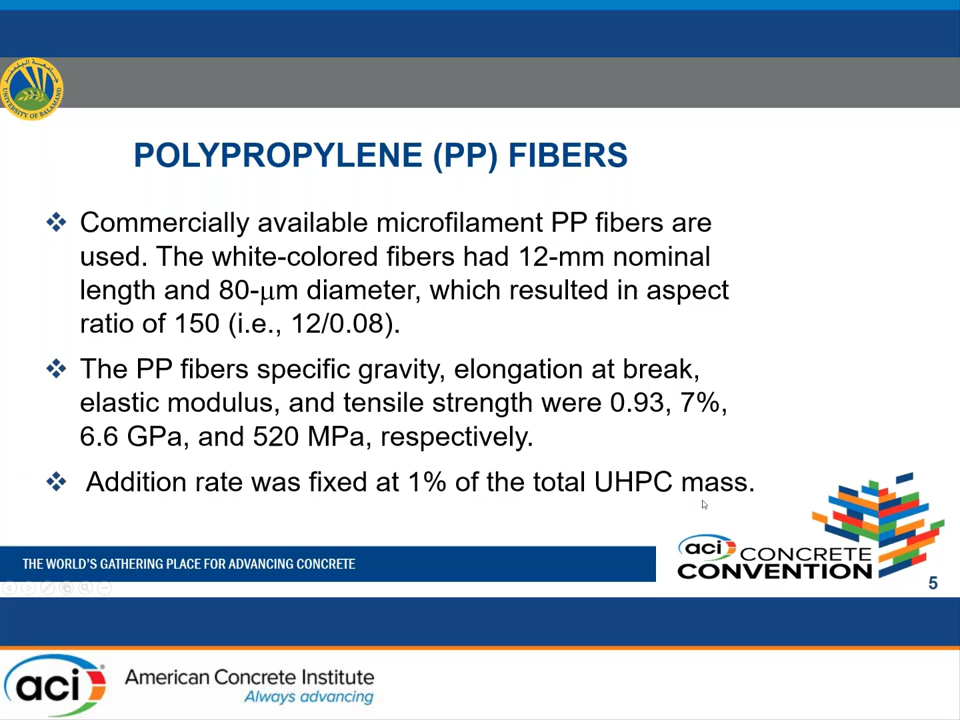 UNIVERSITY OF BALAMAND
POLYPROPYLENE (PP) FIBERS
❖ Commercially available microfilament PP fibers are
used. The white-colored fibers had 12-mm nominal
length and 80-μm diameter, which resulted in aspect
ratio of 150 (i.e., 12/0.08).
❖ The PP fibers specific gravity, elongation at break,
elastic modulus, and tensile strength were 0.93, 7%,
6.6 GPa, and 520 MPa, respectively.
❖ Addition rate was fixed at 1% of the total UHPC mass.
aci CONCRETE
CONVENTION
THE WORLD'S GATHERING PLACE FOR ADVANCING CONCRETE
5
aci
American Concrete Institute
Always advancing